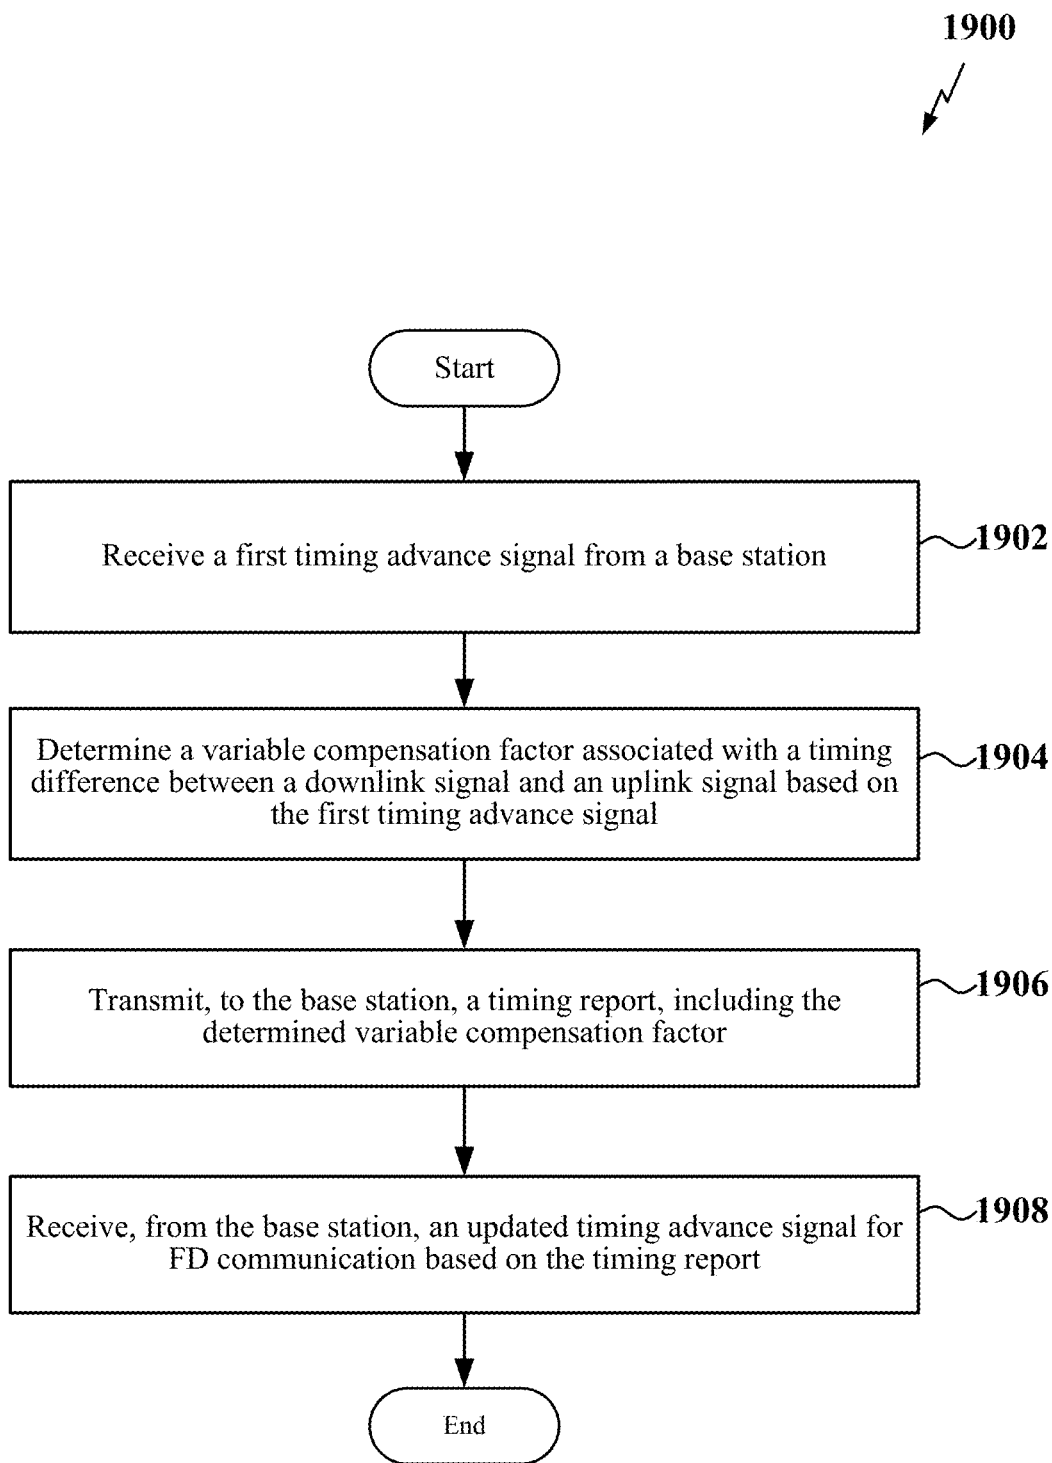 1900
Start
Receive a first timing advance signal from a base station
1902
Determine a variable compensation factor associated with a timing
difference between a downlink signal and an uplink signal based on
the first timing advance signal
1904
Transmit, to the base station, a timing report, including the
determined variable compensation factor
1906
Receive, from the base station, an updated timing advance signal for
FD communication based on the timing report
1908
End